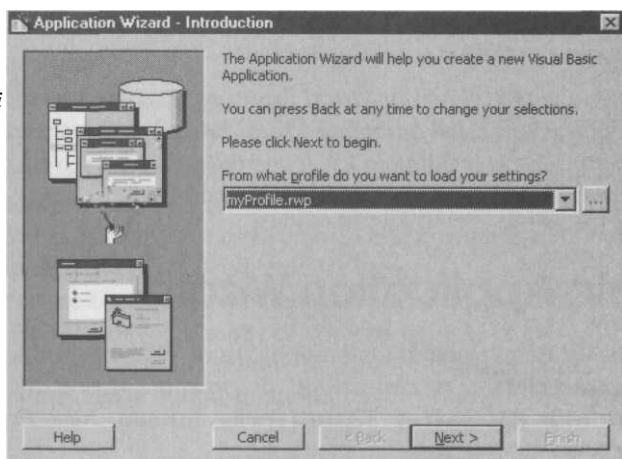 Application Wizard - Introduction
The Application Wizard will help you create a new Visual Basic
Application.
You can press Back at any time to change your selections.
Please click Next to begin.
From what profile do you want to load your settings?
myProfile.rwp
...
Help
Cancel
< Back
Next >
Finish